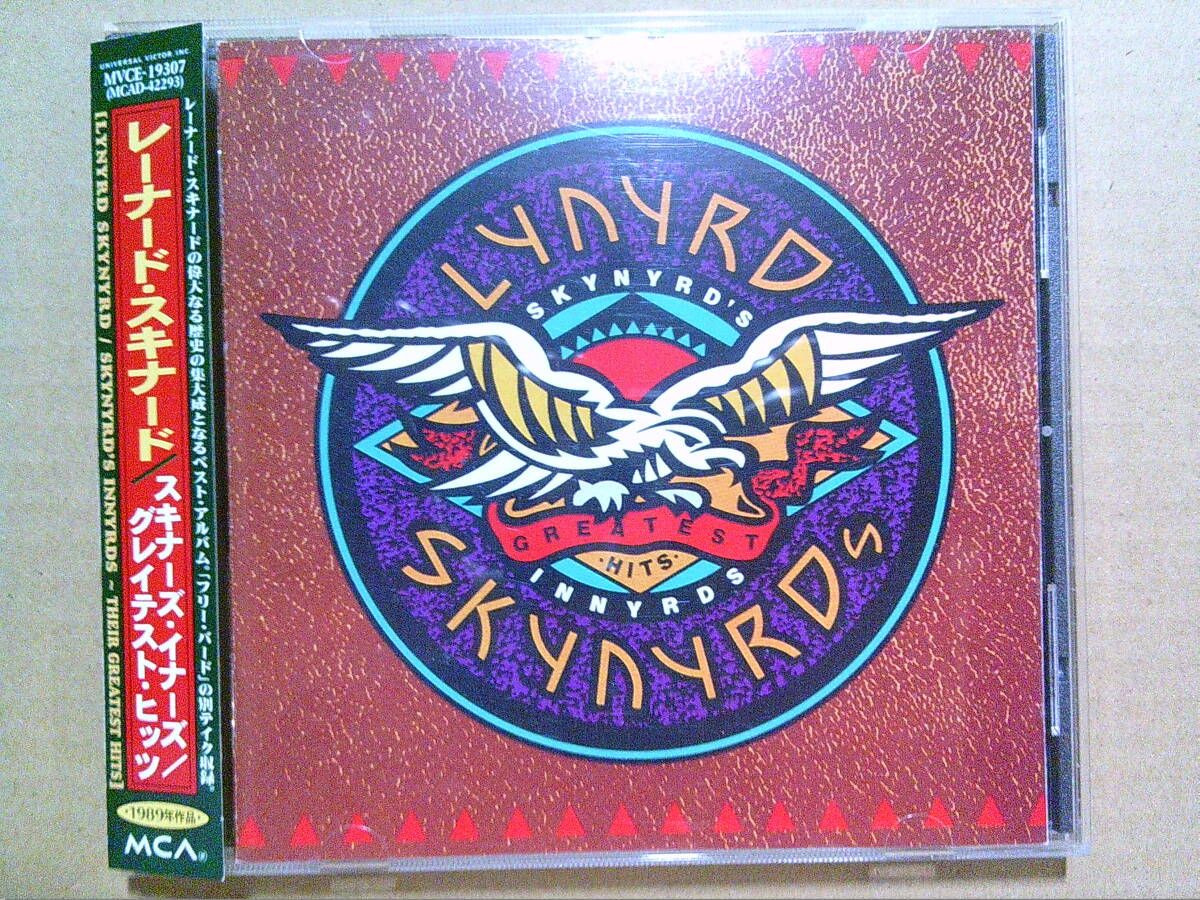 UNIVERSAL VICTOR INC
MVCE-19307
(MCAD-42293)
レーナード・スキナード/
スキナーズ・イナーズ/
グレイテスト・ヒッツ
[LYNYRD SKYNYRD / SKYNYRD'S INNYRDS ~ THEIR GREATEST HITS]
レーナード・スキナードの偉大なる歴史の集大成となるベスト・アルバム。「フリー・バード」の別テイク収録。
・1989年作品・
MCA®
LYNYRD
SKYNYRD'S
GREATEST
・HITS・
INNYRDS
SKYNYRDS